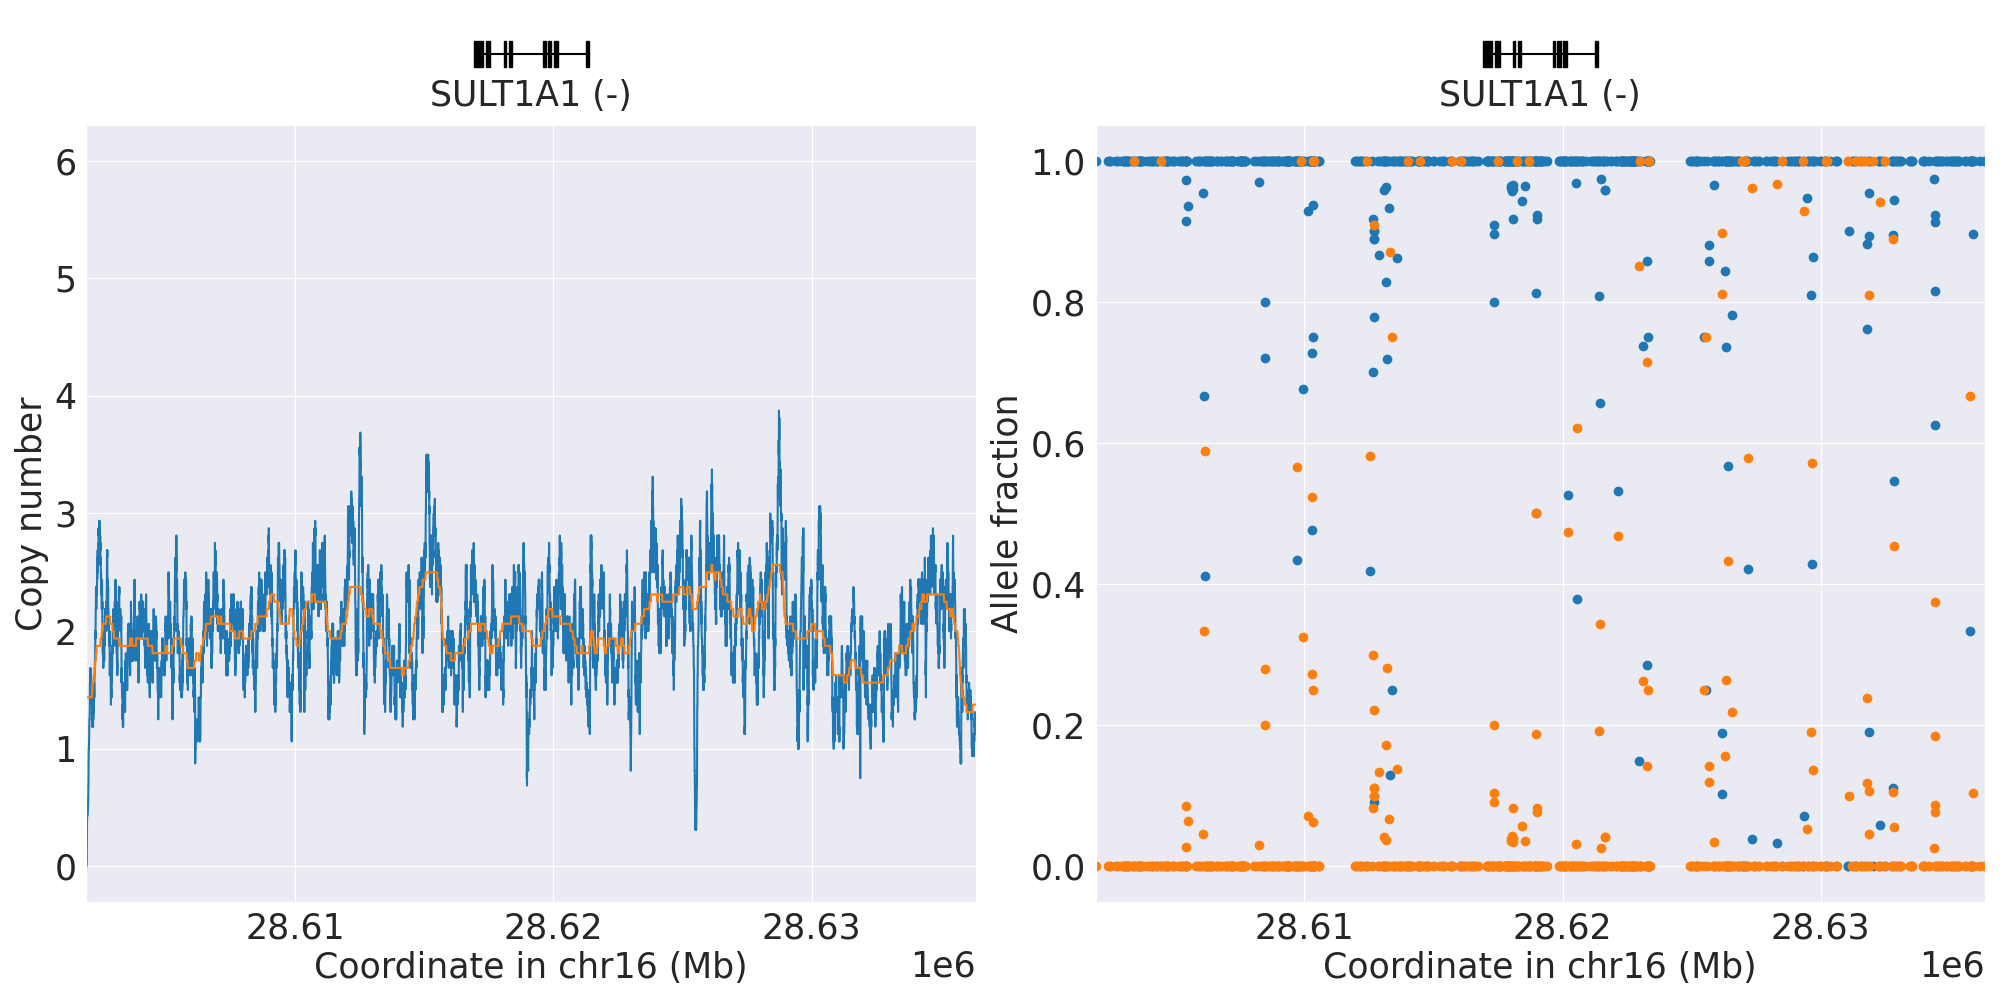 SULT1A1 (-)
6
5
4
3
2
1
0
Copy number
28.61
28.62
28.63
Coordinate in chr16 (Mb)
1e6
SULT1A1 (-)
1.0
0.8
0.6
0.4
0.2
0.0
Allele fraction
28.61
28.62
28.63
Coordinate in chr16 (Mb)
1e6